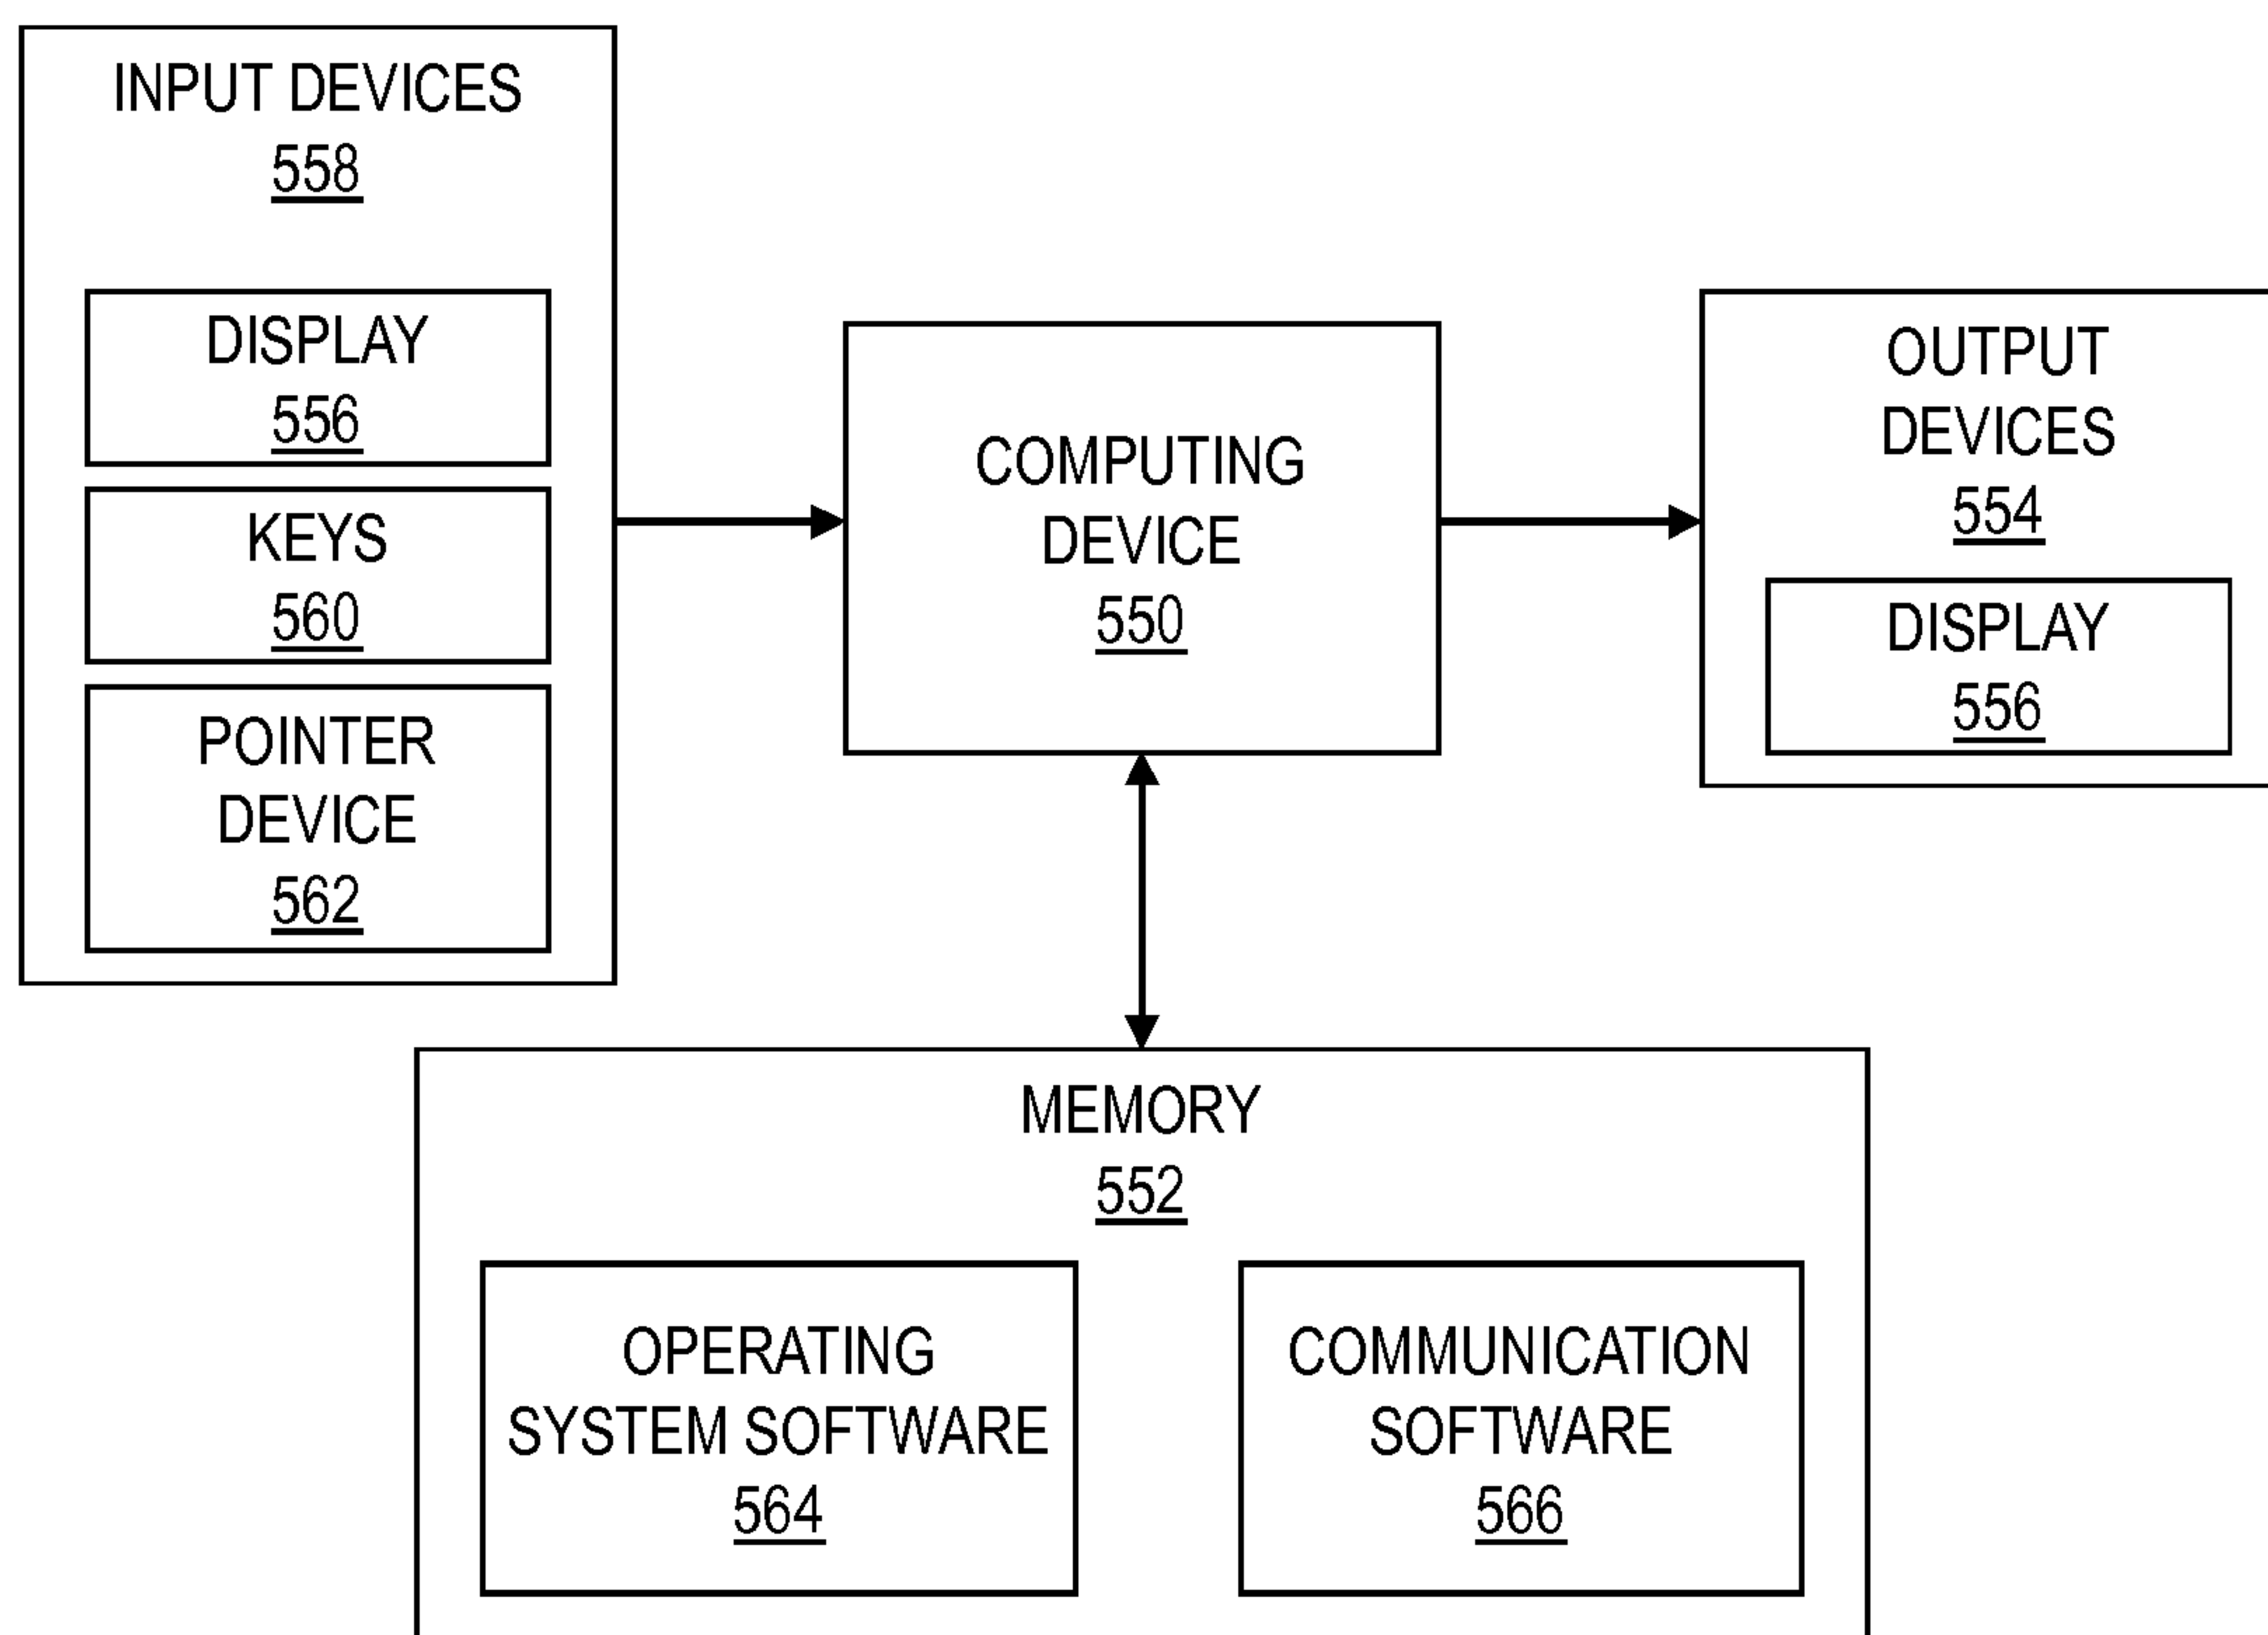 INPUT DEVICES
558
DISPLAY
556
KEYS
560
POINTER
DEVICE
562
COMPUTING
DEVICE
550
OUTPUT
DEVICES
554
DISPLAY
556
MEMORY
552
OPERATING
SYSTEM SOFTWARE
564
COMMUNICATION
SOFTWARE
566